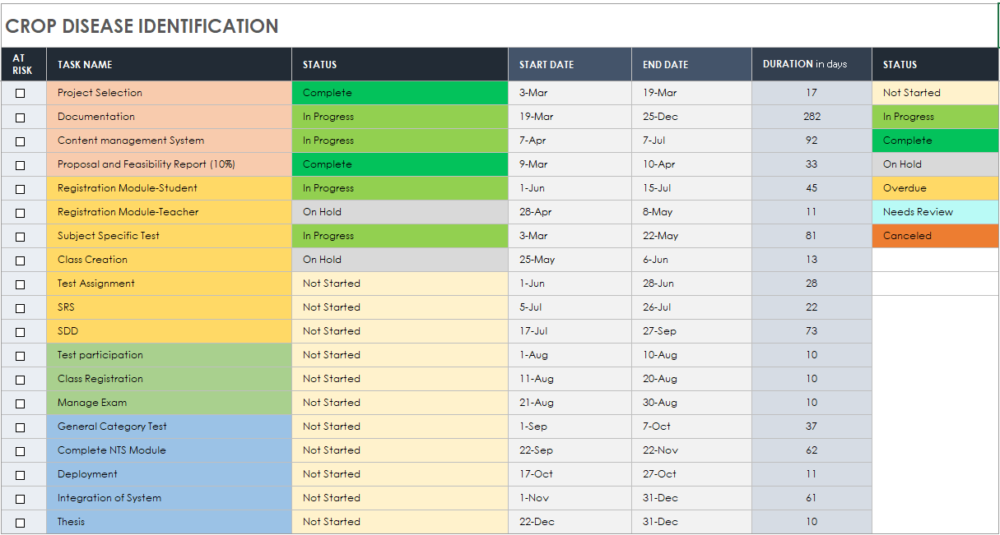 CROP DISEASE IDENTIFICATION
AT RISK TASK NAME STATUS START DATE END DATE DURATION in days STATUS
Project Selection Complete 3-Mar 19-Mar 17 Not Started
Documentation In Progress 19-Mar 25-Dec 282 In Progress
Content management System In Progress 7-Apr 7-Jul 92 Complete
Proposal and Feasibility Report (10%) Complete 9-Mar 10-Apr 33 On Hold
Registration Module-Student In Progress 1-Jun 15-Jul 45 Overdue
Registration Module-Teacher On Hold 28-Apr 8-May 11 Needs Review
Subject Specific Test In Progress 3-Mar 22-May 81 Canceled
Class Creation On Hold 25-May 6-Jun 13
Test Assignment Not Started 1-Jun 28-Jun 28
SRS Not Started 5-Jul 26-Jul 22
SDD Not Started 17-Jul 27-Sep 73
Test participation Not Started 1-Aug 10-Aug 10
Class Registration Not Started 11-Aug 20-Aug 10
Manage Exam Not Started 21-Aug 30-Aug 10
General Category Test Not Started 1-Sep 7-Oct 37
Complete NTS Module Not Started 22-Sep 22-Nov 62
Deployment Not Started 17-Oct 27-Oct 11
Integration of System Not Started 1-Nov 31-Dec 61
Thesis Not Started 22-Dec 31-Dec 10